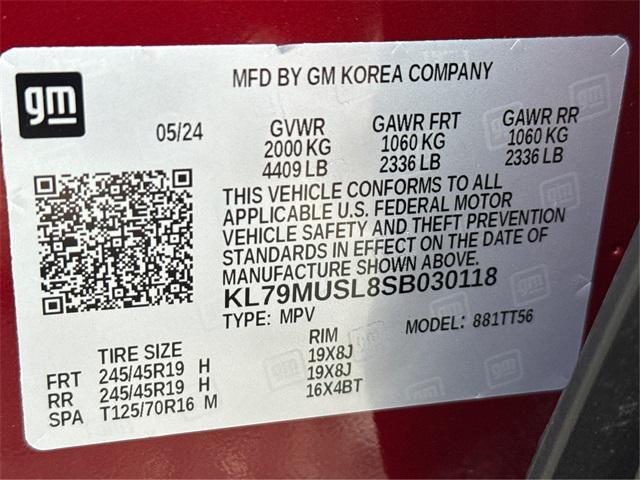 gm
MFD BY GM KOREA COMPANY
05/24
GVWR
2000 KG
4409 LB
GAWR FRT
1060 KG
2336 LB
GAWR RR
1060 KG
2336 LB
THIS VEHICLE CONFORMS TO ALL
APPLICABLE U.S. FEDERAL MOTOR
VEHICLE SAFETY AND THEFT PREVENTION
STANDARDS IN EFFECT ON THE DATE OF
MANUFACTURE SHOWN ABOVE.
KL79MUSL8SB030118
TYPE: MPV
MODEL: 881TT56
TIRE SIZE RIM
FRT 245/45R19 H 19X8J
RR 245/45R19 H 19X8J
SPA T125/70R16 M 16X4BT